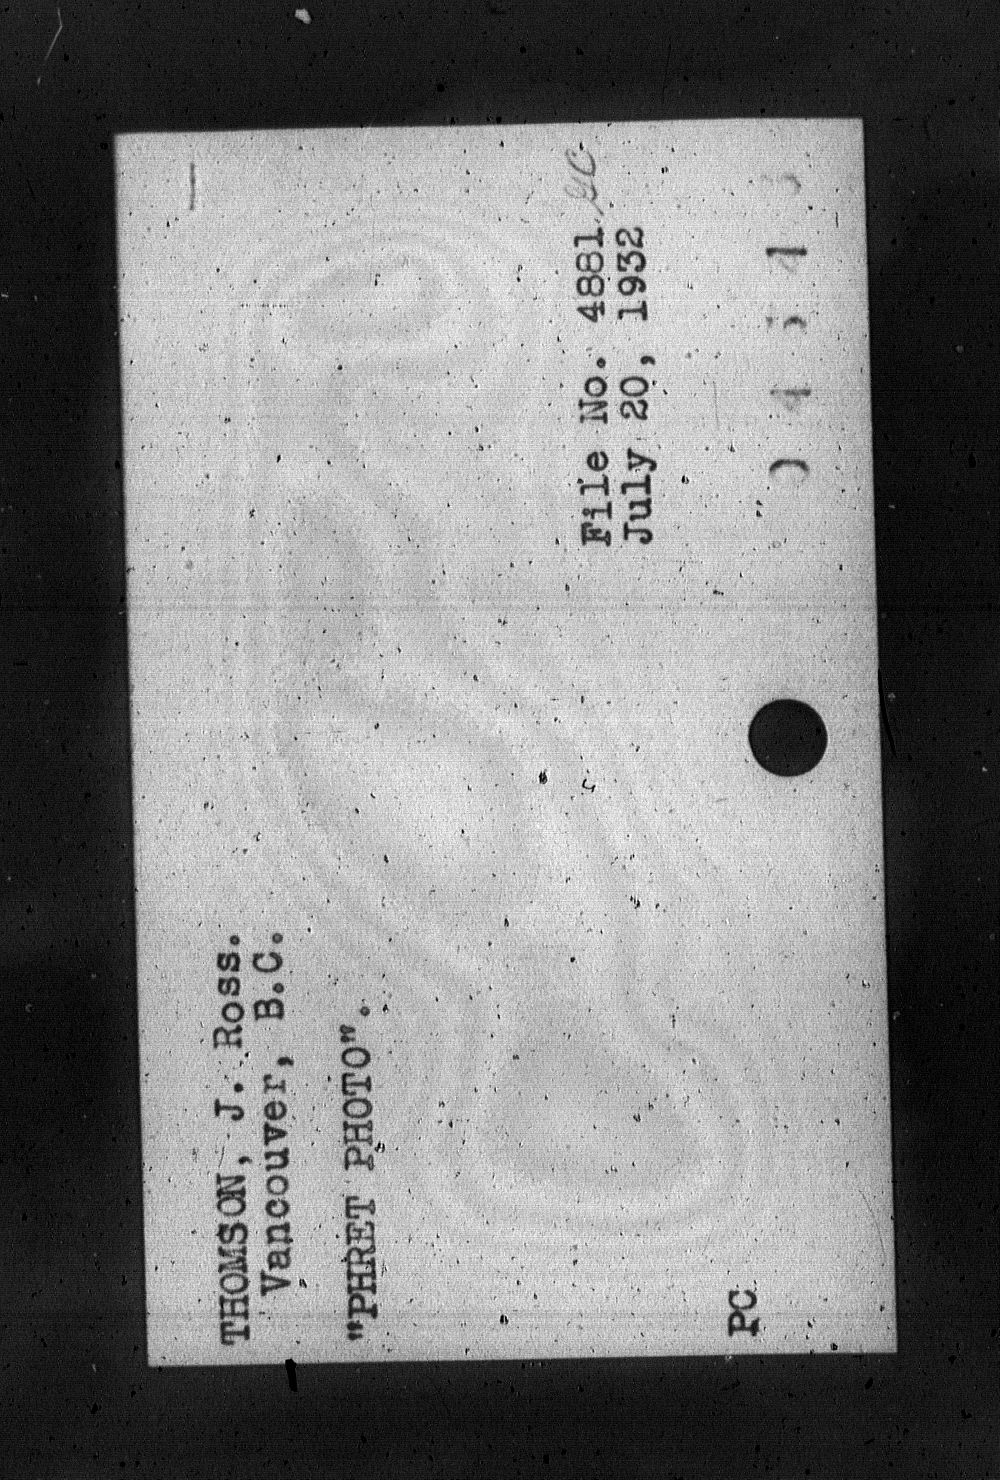 THOMSON, J. Ross.
Vancouver, B.C.
"PHRET PHOTO".
File No. 4881
July 20, 1932
PC